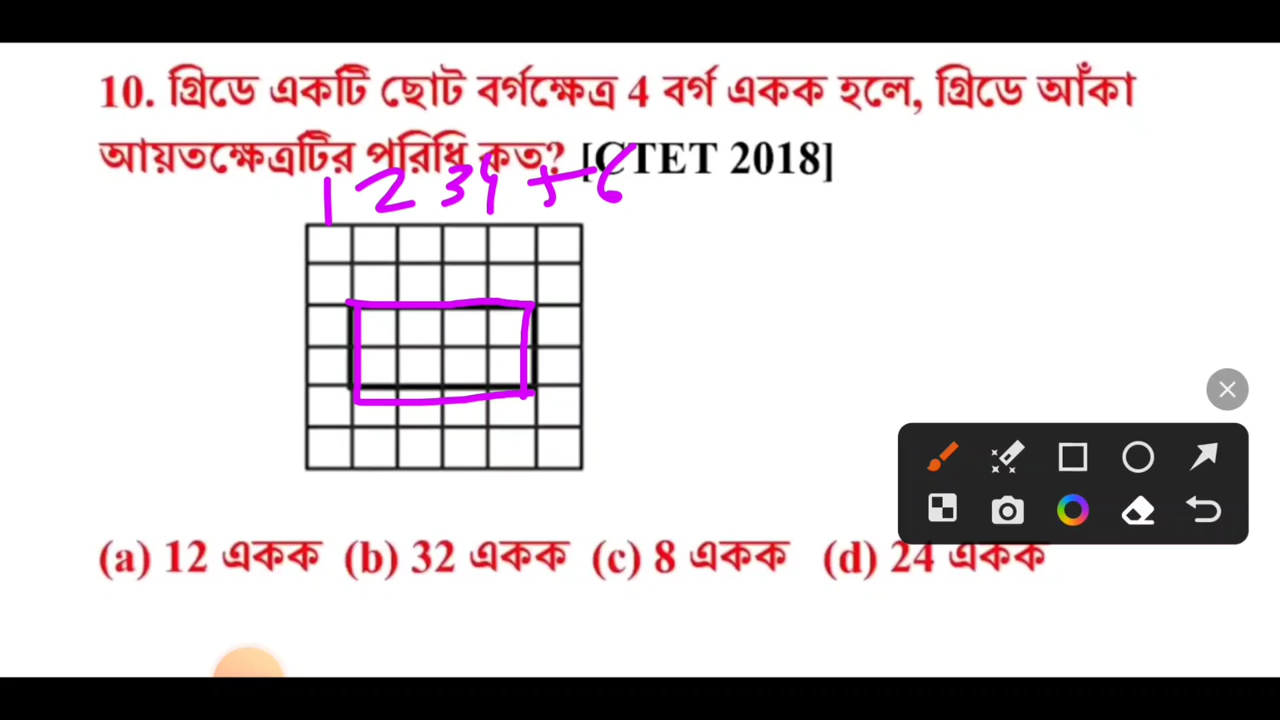 10. গ্রিডে একটি ছোট বর্গক্ষেত্র 4 বর্গ একক হলে, গ্রিডে আঁকা
আয়তক্ষেত্রটির পরিধি কত? [CTET 2018]
1 2 3 4 5 6
(a) 12 একক (b) 32 একক (c) 8 একক (d) 24 একক